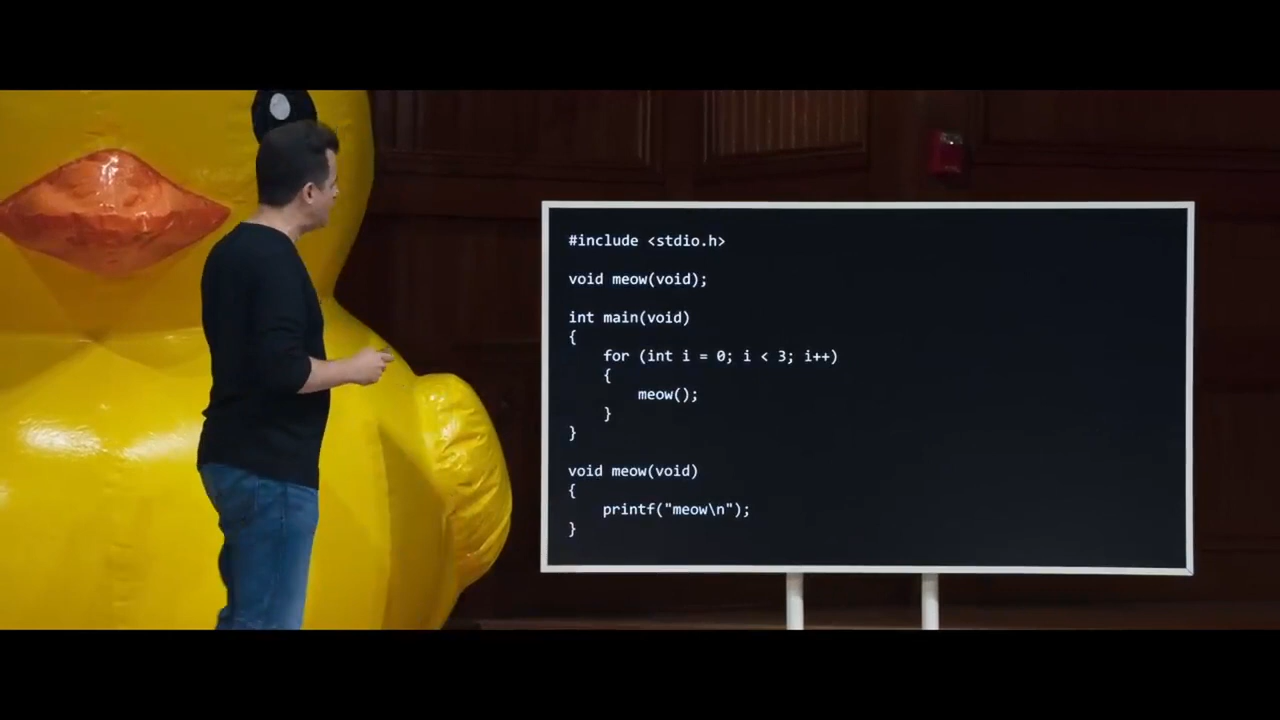 #include <stdio.h>
void meow(void);
int main(void)
{
    for (int i = 0; i < 3; i++)
    {
        meow();
    }
}
void meow(void)
{
    printf("meow\n");
}